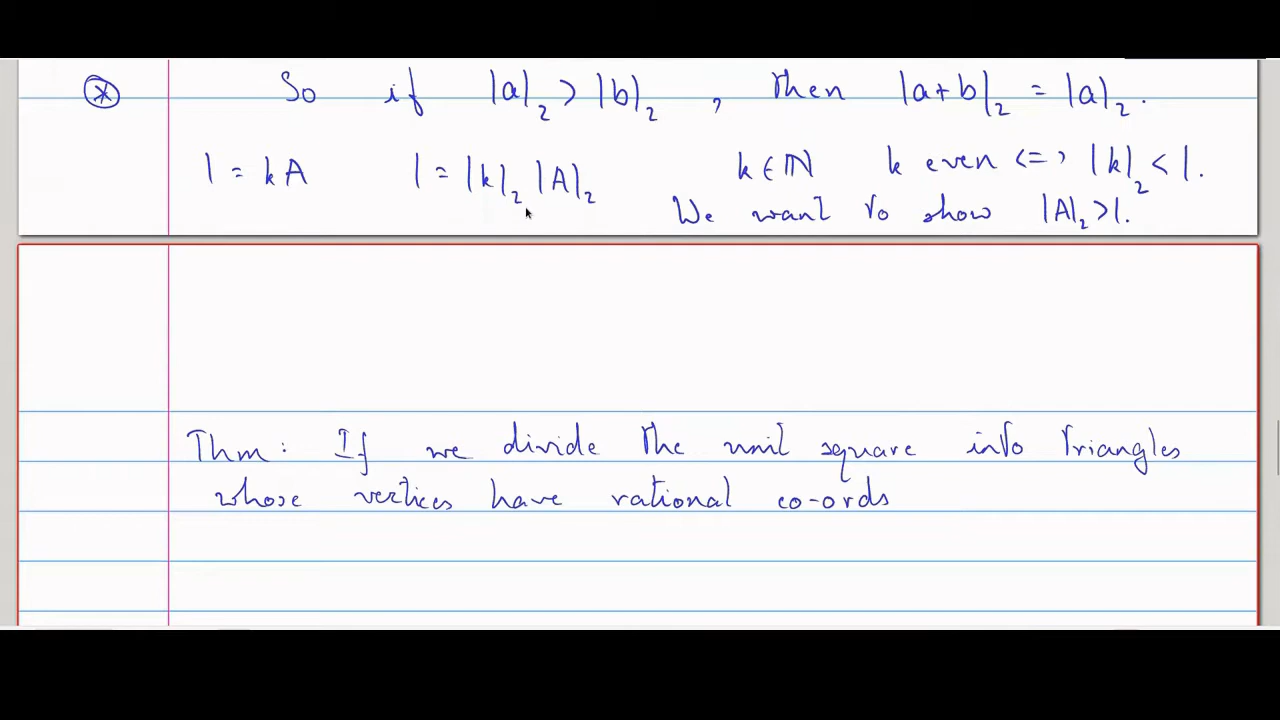 (*) So if |a|₂ > |b|₂ , Then |a+b|₂ = |a|₂.
1 = kA 1 = |k|₂ |A|₂ k ∈ ℕ k even <=> |k|₂ < 1.
We want to show |A|₂ > 1.
Thm: If we divide the unit square into triangles
whose vertices have rational co-ords